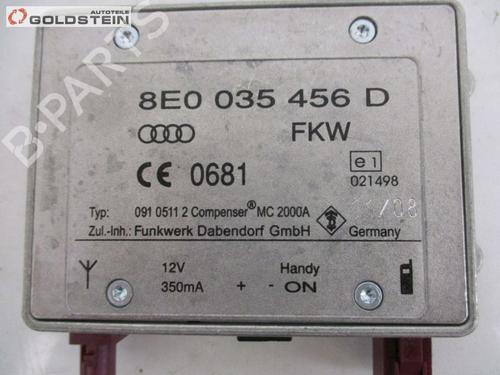 Autoteile
GOLDSTEIN
B-PARTS
8E0 035 456 D
FKW
CE 0681
e1
021498
Typ: 091 0511 2 Compenser® MC 2000A
Zul.-Inh.: Funkwerk Dabendorf GmbH
Germany
12V
350mA
+ -
Handy
ON